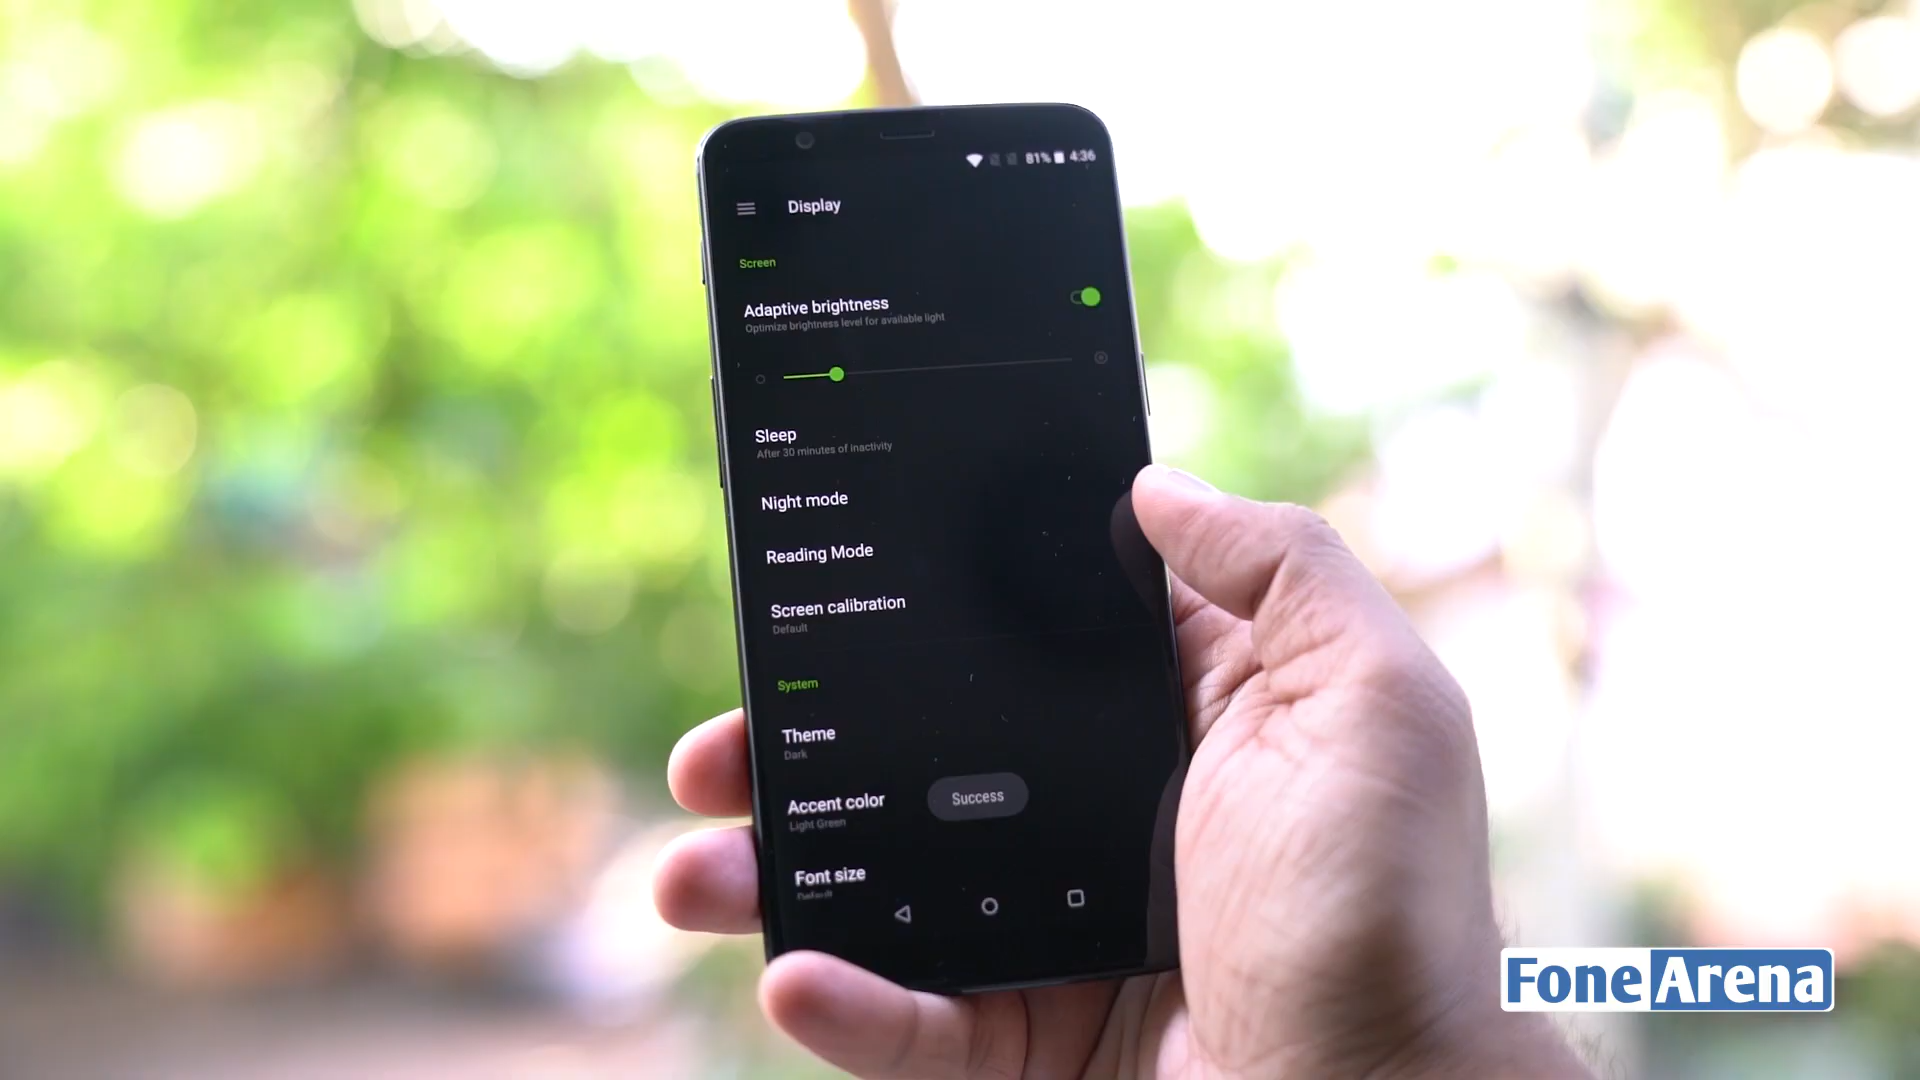 81% 4:36
Display
Screen
Adaptive brightness
Optimize brightness level for available light
Sleep
After 30 minutes of inactivity
Night mode
Reading Mode
Screen calibration
Default
System
Theme
Dark
Accent color
Light Green
Success
Font size
Default
FoneArena